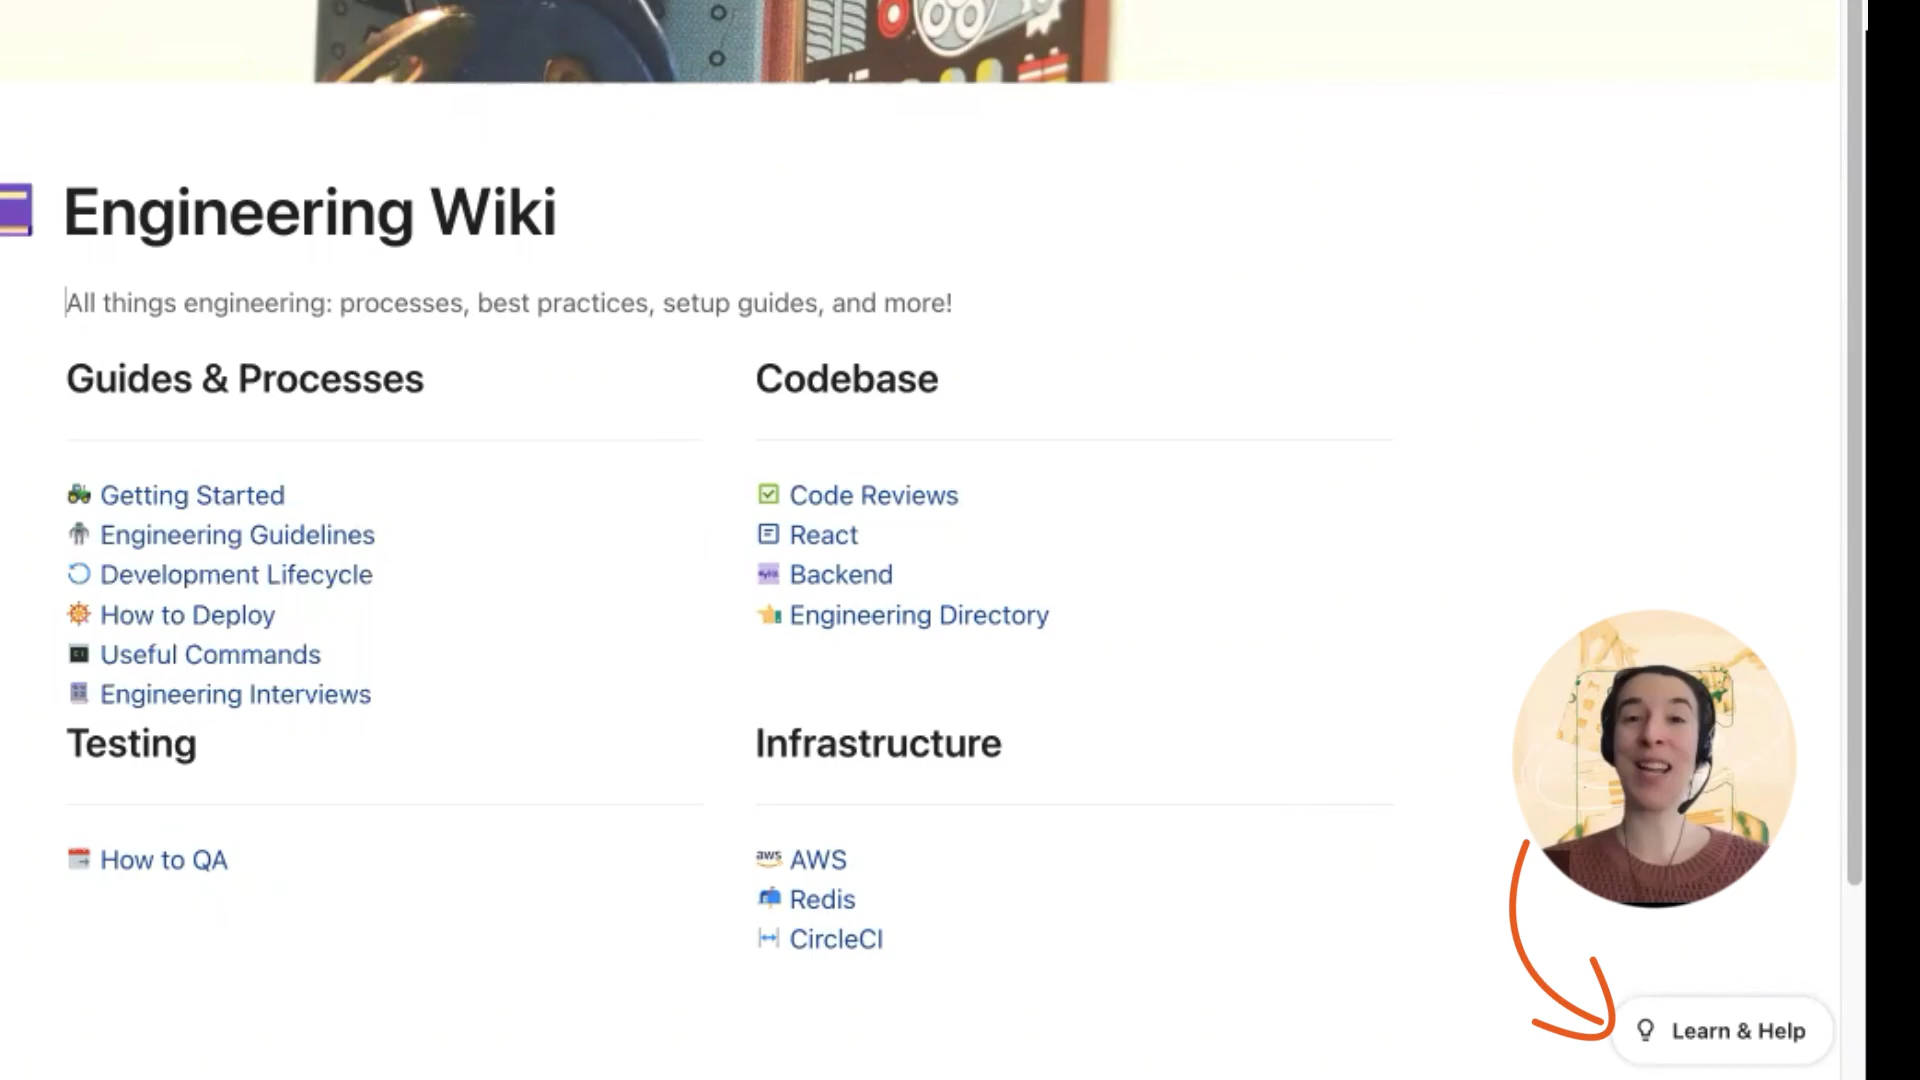 Engineering Wiki
All things engineering: processes, best practices, setup guides, and more!
Guides & Processes
Getting Started
Engineering Guidelines
Development Lifecycle
How to Deploy
Useful Commands
Engineering Interviews
Codebase
Code Reviews
React
Backend
Engineering Directory
Testing
How to QA
Infrastructure
aws AWS
Redis
CircleCI
Learn & Help